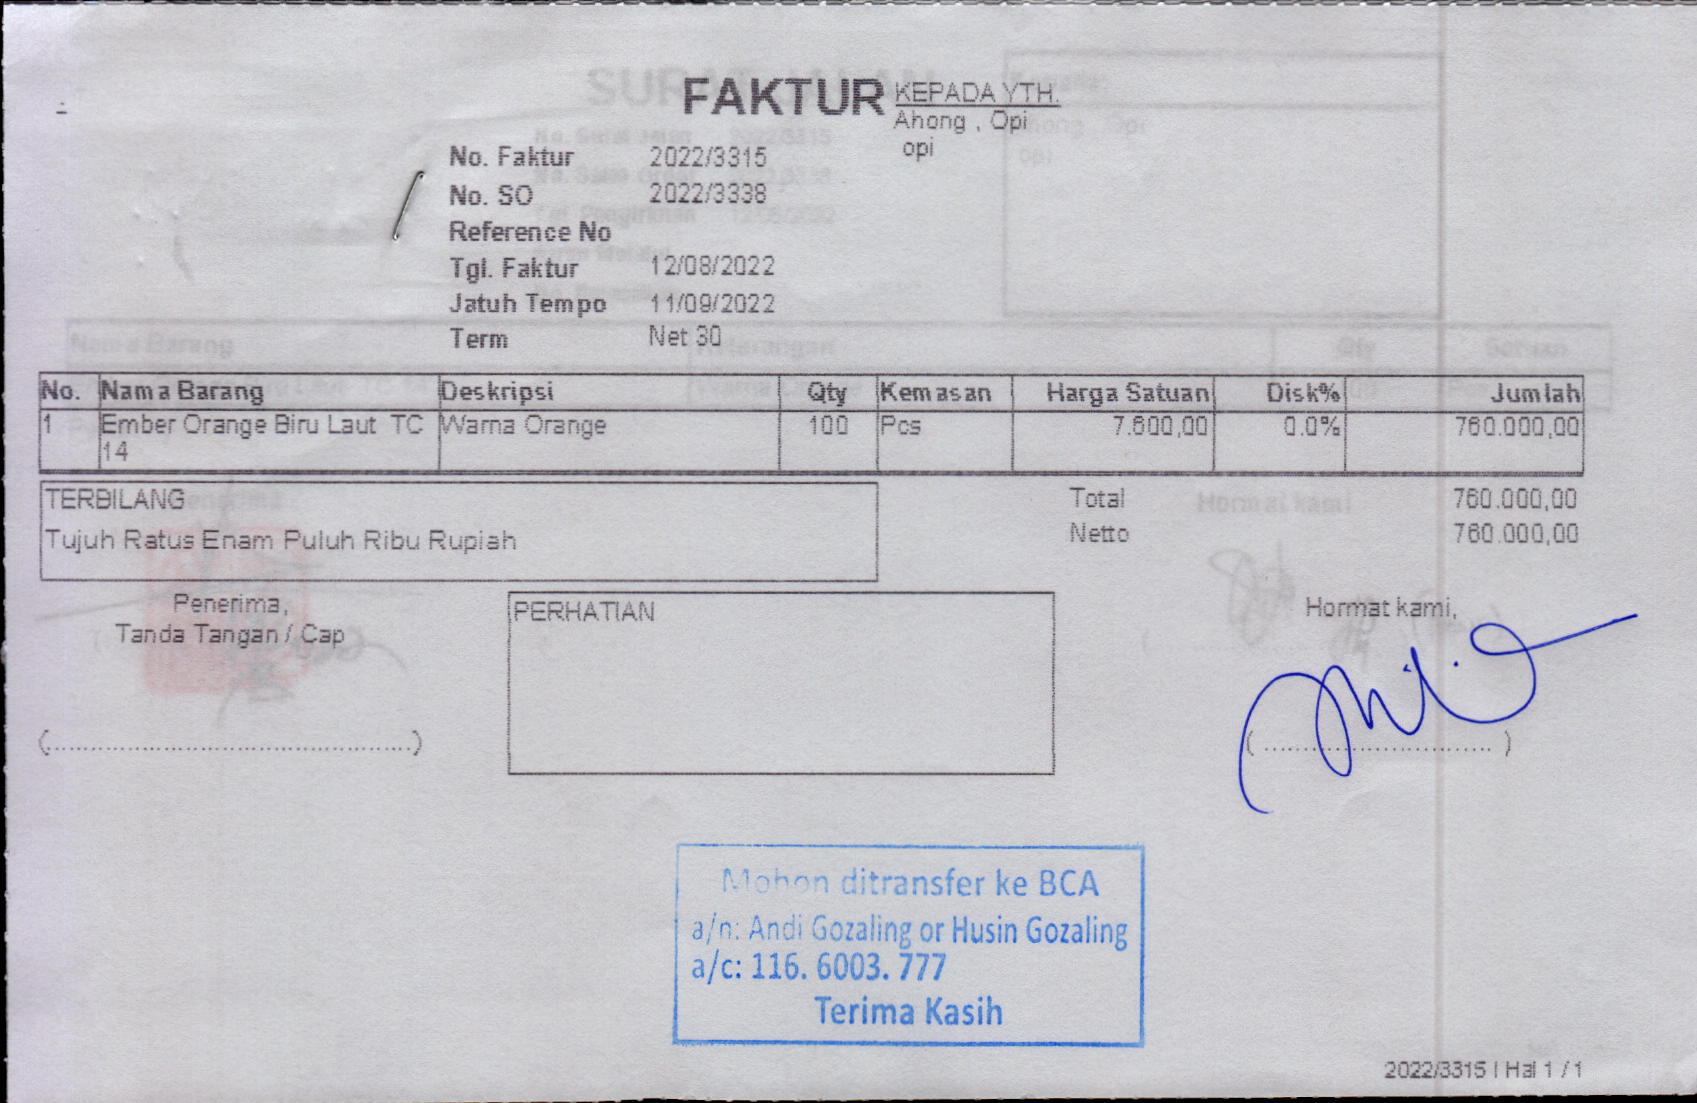 FAKTUR
KEPADA YTH.
Ahong , Opi
opi
No. Faktur 2022/3315
No. SO 2022/3338
Reference No
Tgl. Faktur 12/08/2022
Jatuh Tempo 11/09/2022
Term Net 30
No. Nama Barang Deskripsi Qty Kemasan Harga Satuan Disk% Jumlah
1 Ember Orange Biru Laut TC Warna Orange 100 Pcs 7.600,00 0.0% 760.000,00
14
TERBILANG Total 760.000,00
Tujuh Ratus Enam Puluh Ribu Rupiah Netto 760.000,00
Penerima, PERHATIAN Hormat kami,
Tanda Tangan / Cap
(..............................................) (.............................. )
Mohon ditransfer ke BCA
a/n: Andi Gozaling or Husin Gozaling
a/c: 116. 6003. 777
Terima Kasih
2022/3315 | Hal 1 / 1